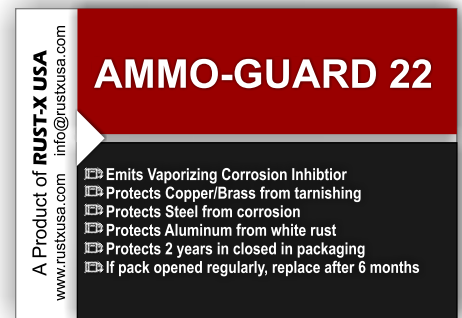 AMMO-GUARD 22
Emits Vaporizing Corrosion Inhibtior
Protects Copper/Brass from tarnishing
Protects Steel from corrosion
Protects Aluminum from white rust
Protects 2 years in closed in packaging
If pack opened regularly, replace after 6 months
A Product of RUST-X USA
www.rustxusa.com info@rustxusa.com